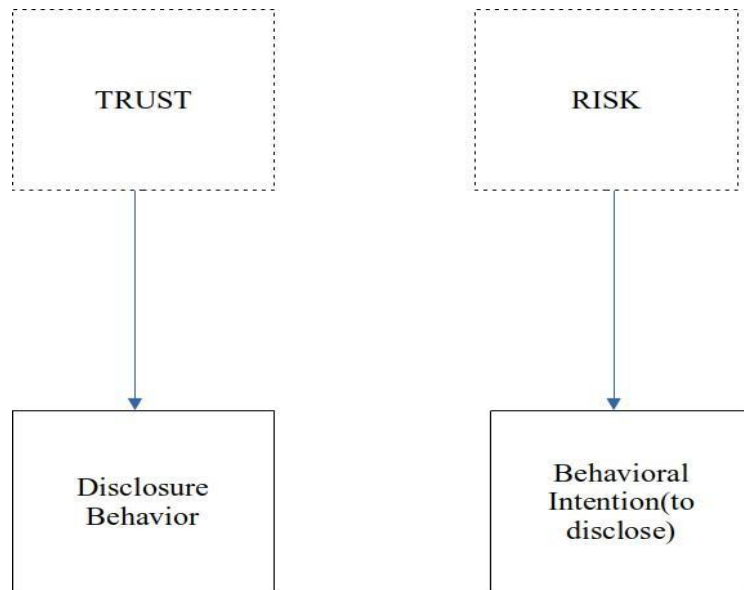 TRUST
RISK
Disclosure
Behavior
Behavioral
Intention(to
disclose)